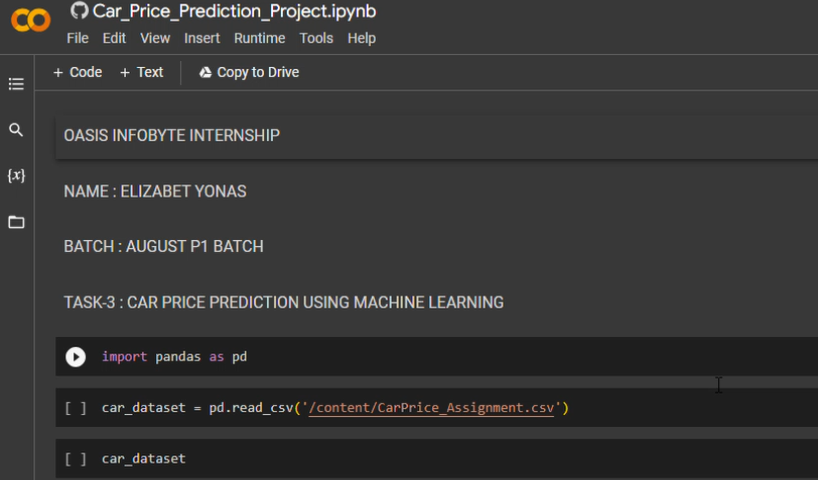 Car_Price_Prediction_Project.ipynb
File Edit View Insert Runtime Tools Help
+ Code + Text Copy to Drive
OASIS INFOBYTE INTERNSHIP
{x}
NAME : ELIZABET YONAS
BATCH : AUGUST P1 BATCH
TASK-3 : CAR PRICE PREDICTION USING MACHINE LEARNING
import pandas as pd
[ ] car_dataset = pd.read_csv('/content/CarPrice_Assignment.csv')
[ ] car_dataset